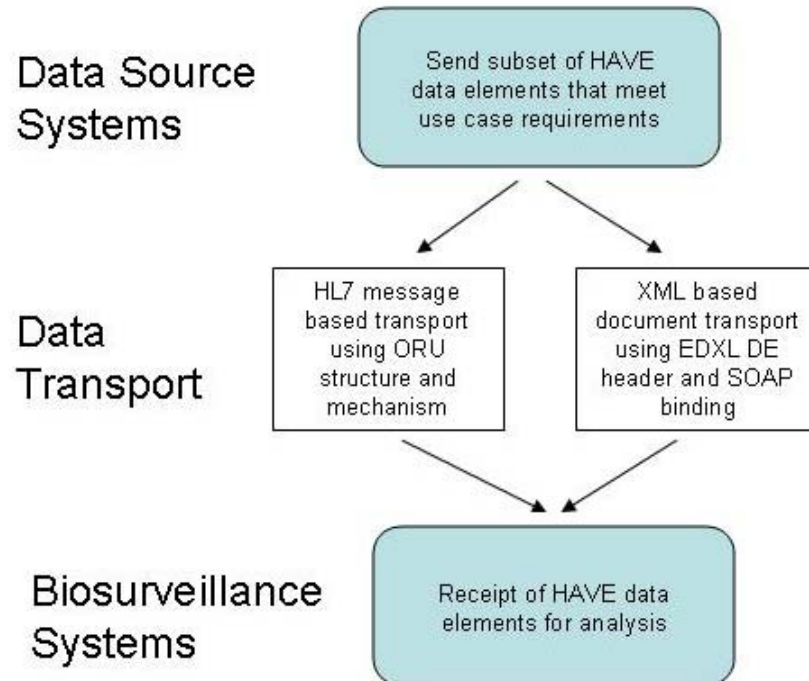 Data Source
Systems
Send subset of HAVE
data elements that meet
use case requirements
Data
Transport
HL7 message
based transport
using ORU
structure and
mechanism
XML based
document transport
using EDXL DE
header and SOAP
binding
Biosurveillance
Systems
Receipt of HAVE data
elements for analysis